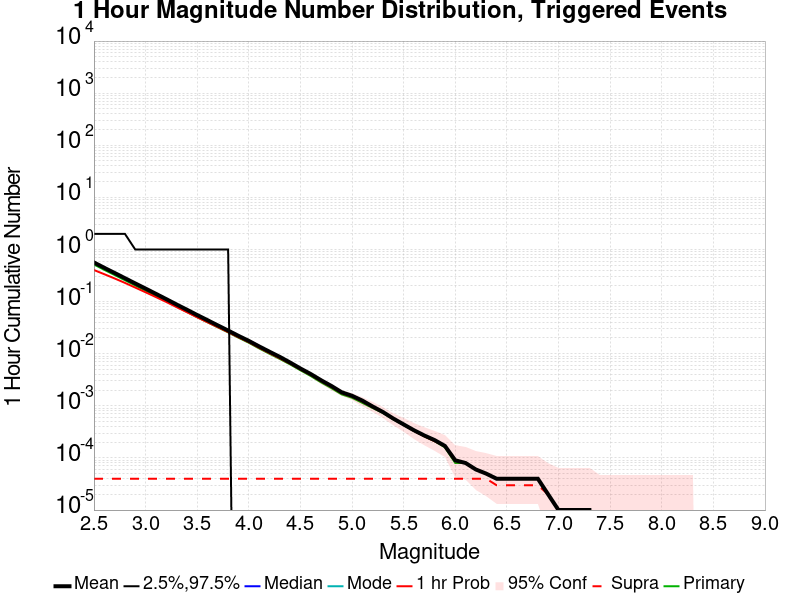 1 Hour Magnitude Number Distribution, Triggered Events
1 Hour Cumulative Number
10^4
10^3
10^2
10^1
10^0
10^-1
10^-2
10^-3
10^-4
10^-5
2.5 3.0 3.5 4.0 4.5 5.0 5.5 6.0 6.5 7.0 7.5 8.0 8.5 9.0
Magnitude
Mean 2.5%,97.5% Median Mode 1 hr Prob 95% Conf Supra Primary